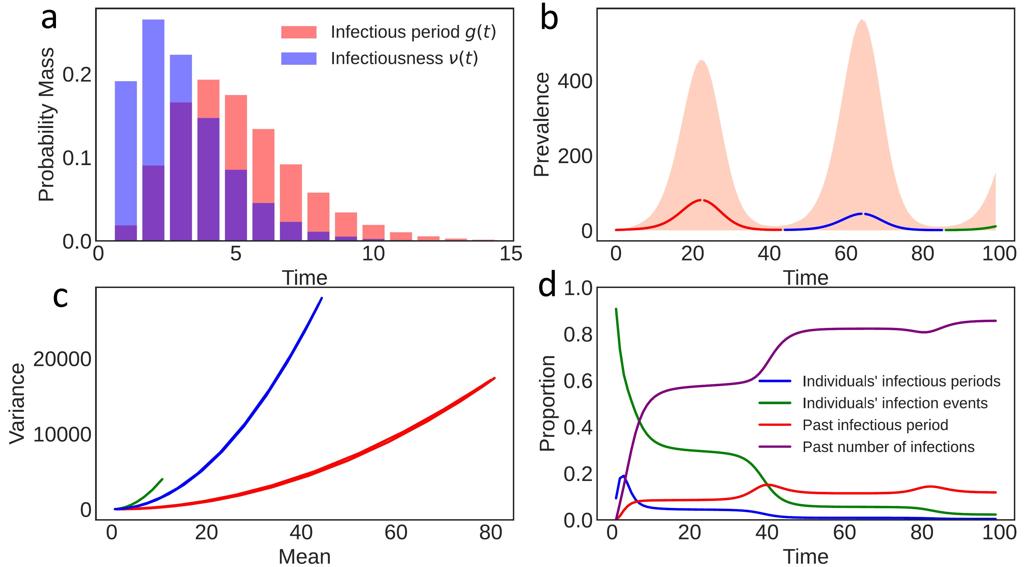 a
Probability Mass
0.2
0.1
0.0
Infectious period g(t)
Infectiousness ν(t)
0
5
10
15
Time
b
Prevalence
400
200
0
0
20
40
60
80
100
Time
c
Variance
20000
10000
0
0
20
40
60
80
Mean
d
Proportion
1.0
0.8
0.6
0.4
0.2
0.0
Individuals' infectious periods
Individuals' infection events
Past infectious period
Past number of infections
0
20
40
60
80
100
Time